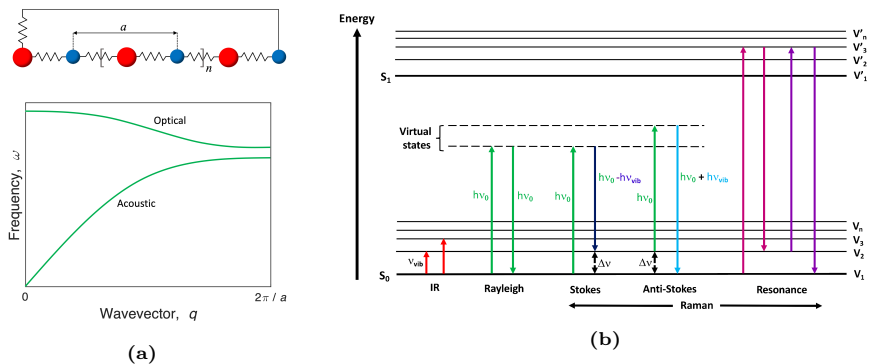 a
n
Frequency, ω
Optical
Acoustic
0
2π / a
Wavevector, q
(a)
Energy
V'n
V'3
V'2
S1
V'1
Virtual
states
hν0
hν0
hν0
hν0 -hνvib
hν0
hν0 + hνvib
Vn
V3
νvib
V2
Δν
Δν
S0
V1
IR
Rayleigh
Stokes
Anti-Stokes
Resonance
Raman
(b)